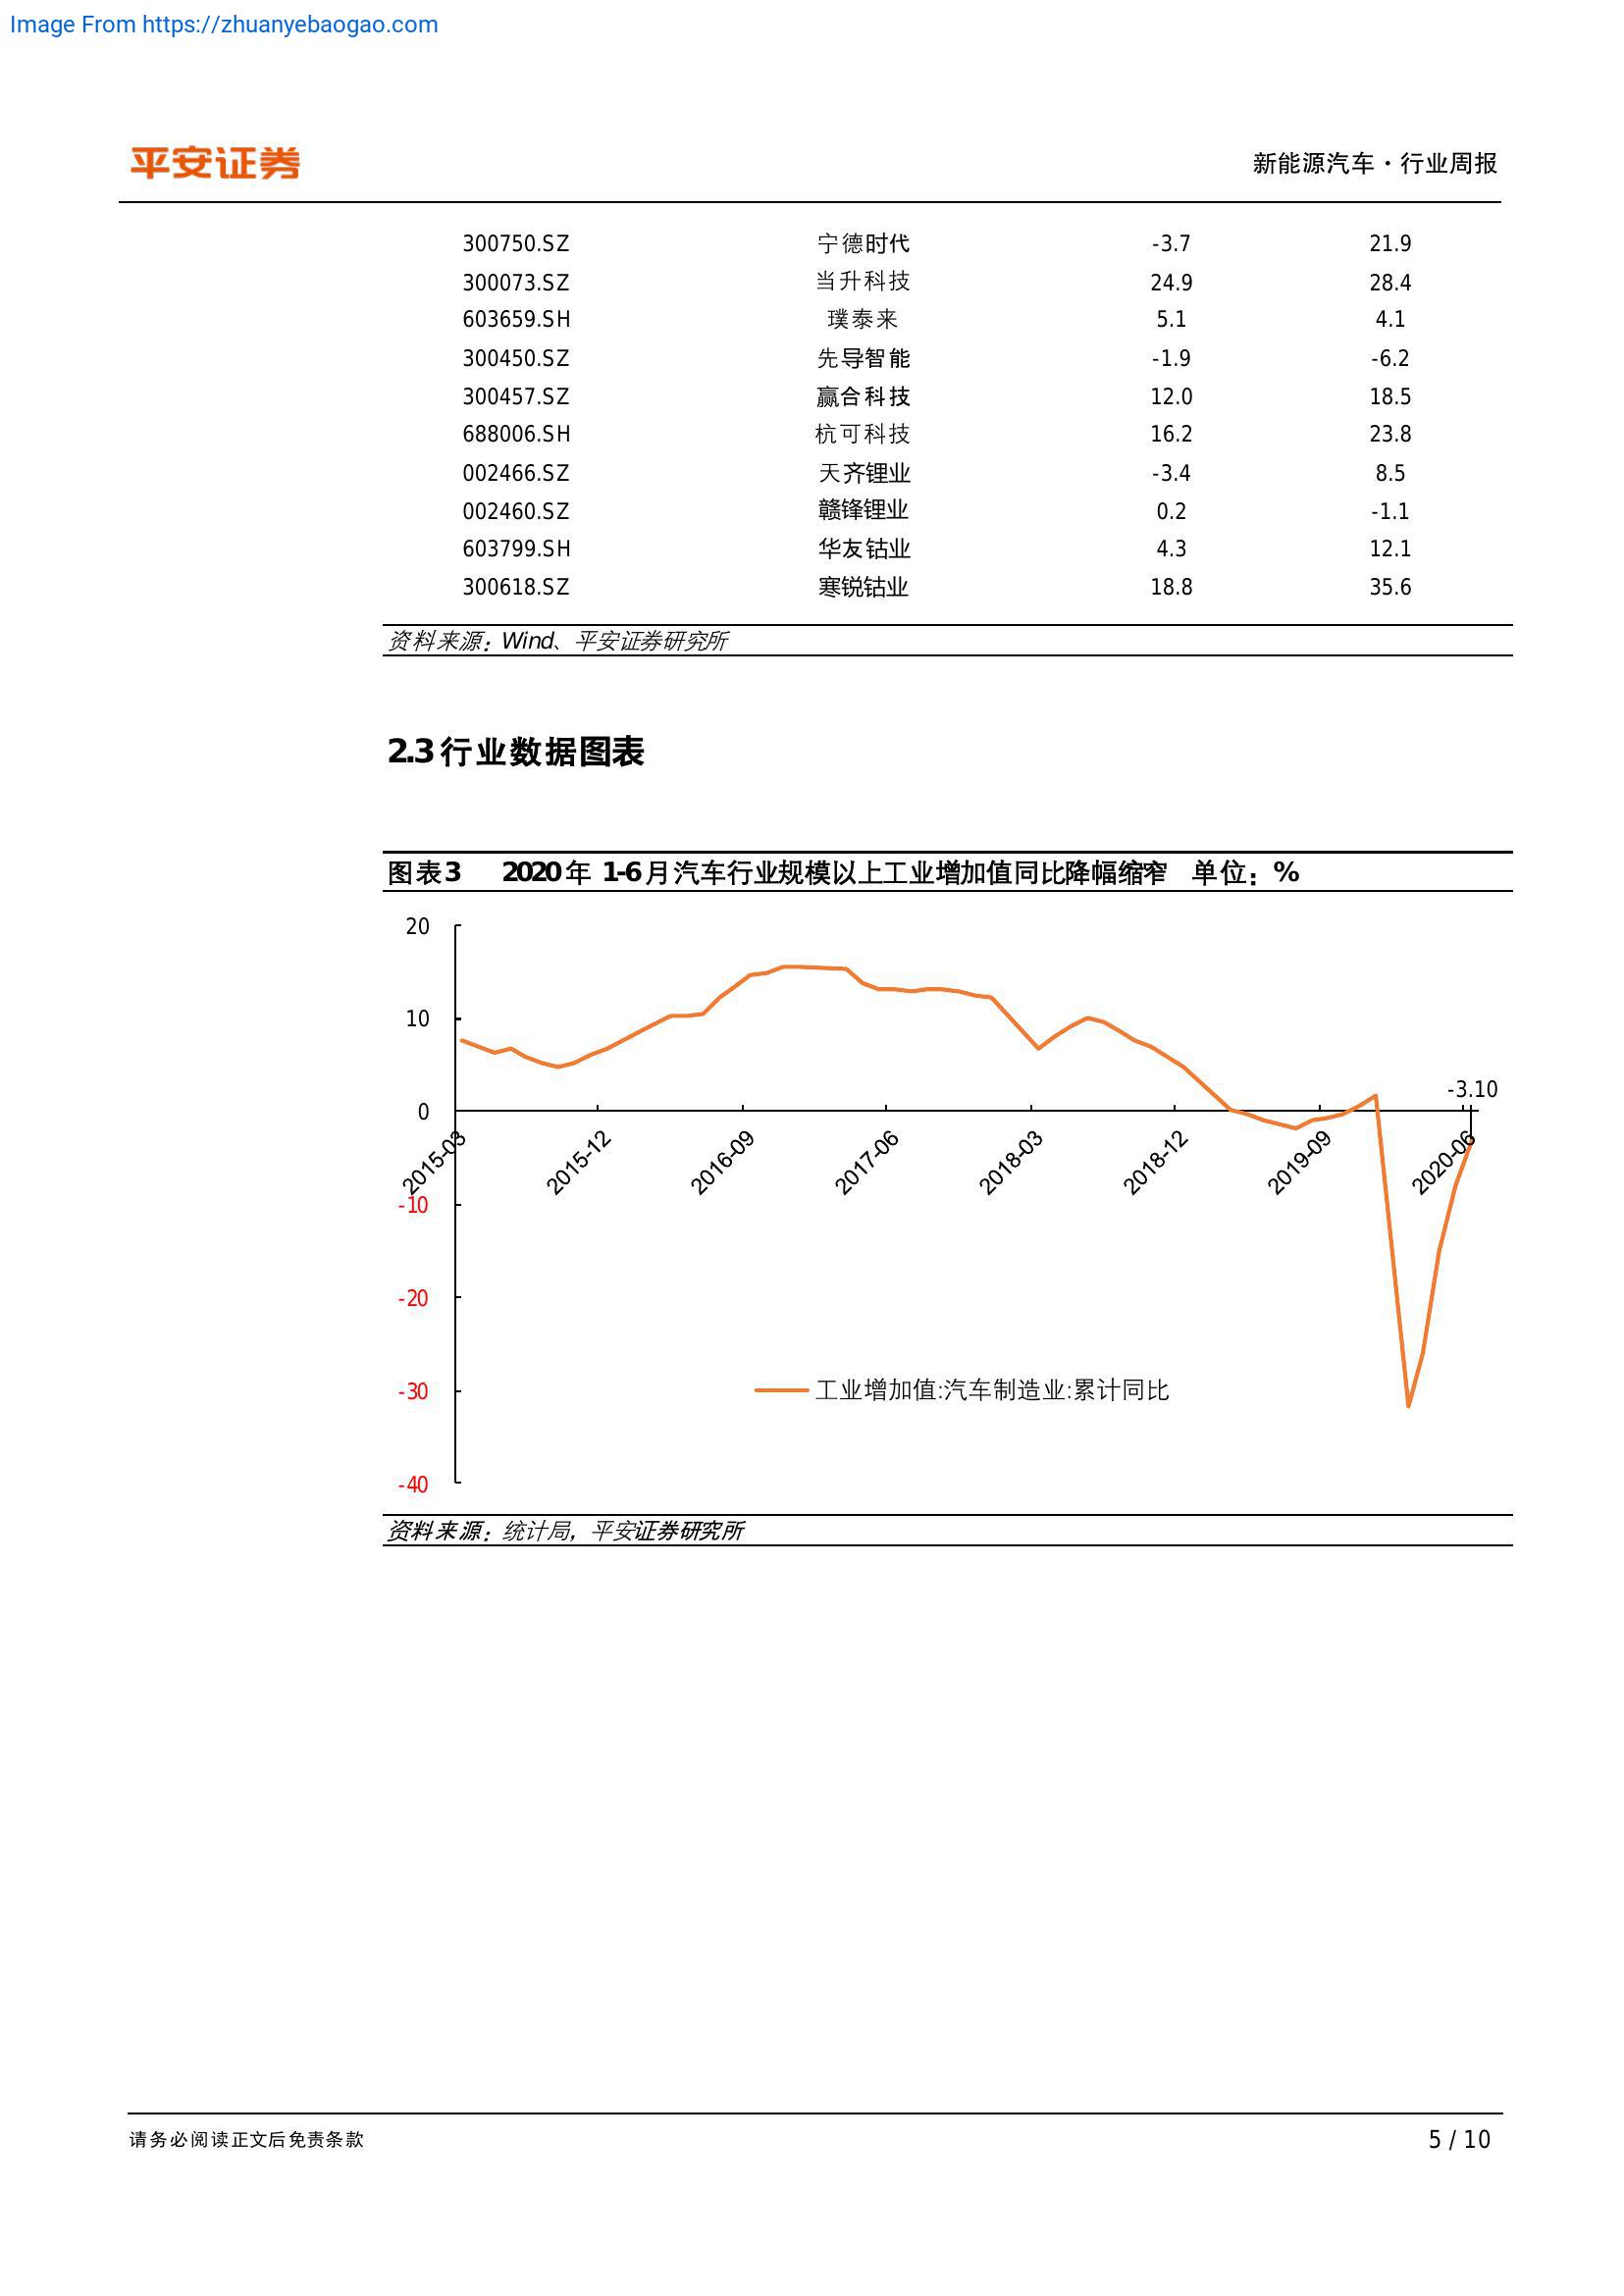 Image From https://zhuanyebaogao.com
平安证券 新能源汽车·行业周报
300750.SZ 宁德时代 -3.7 21.9
300073.SZ 当升科技 24.9 28.4
603659.SH 璞泰来 5.1 4.1
300450.SZ 先导智能 -1.9 -6.2
300457.SZ 赢合科技 12.0 18.5
688006.SH 杭可科技 16.2 23.8
002466.SZ 天齐锂业 -3.4 8.5
002460.SZ 赣锋锂业 0.2 -1.1
603799.SH 华友钴业 4.3 12.1
300618.SZ 寒锐钴业 18.8 35.6
资料来源：Wind、平安证券研究所
2.3 行业数据图表
图表3 2020年 1-6月汽车行业规模以上工业增加值同比降幅缩窄 单位：%
20
10
0
-10
-20
-30
-40
-3.10
2015-03 2015-12 2016-09 2017-06 2018-03 2018-12 2019-09 2020-06
工业增加值:汽车制造业:累计同比
资料来源：统计局，平安证券研究所
请务必阅读正文后免责条款 5 / 10